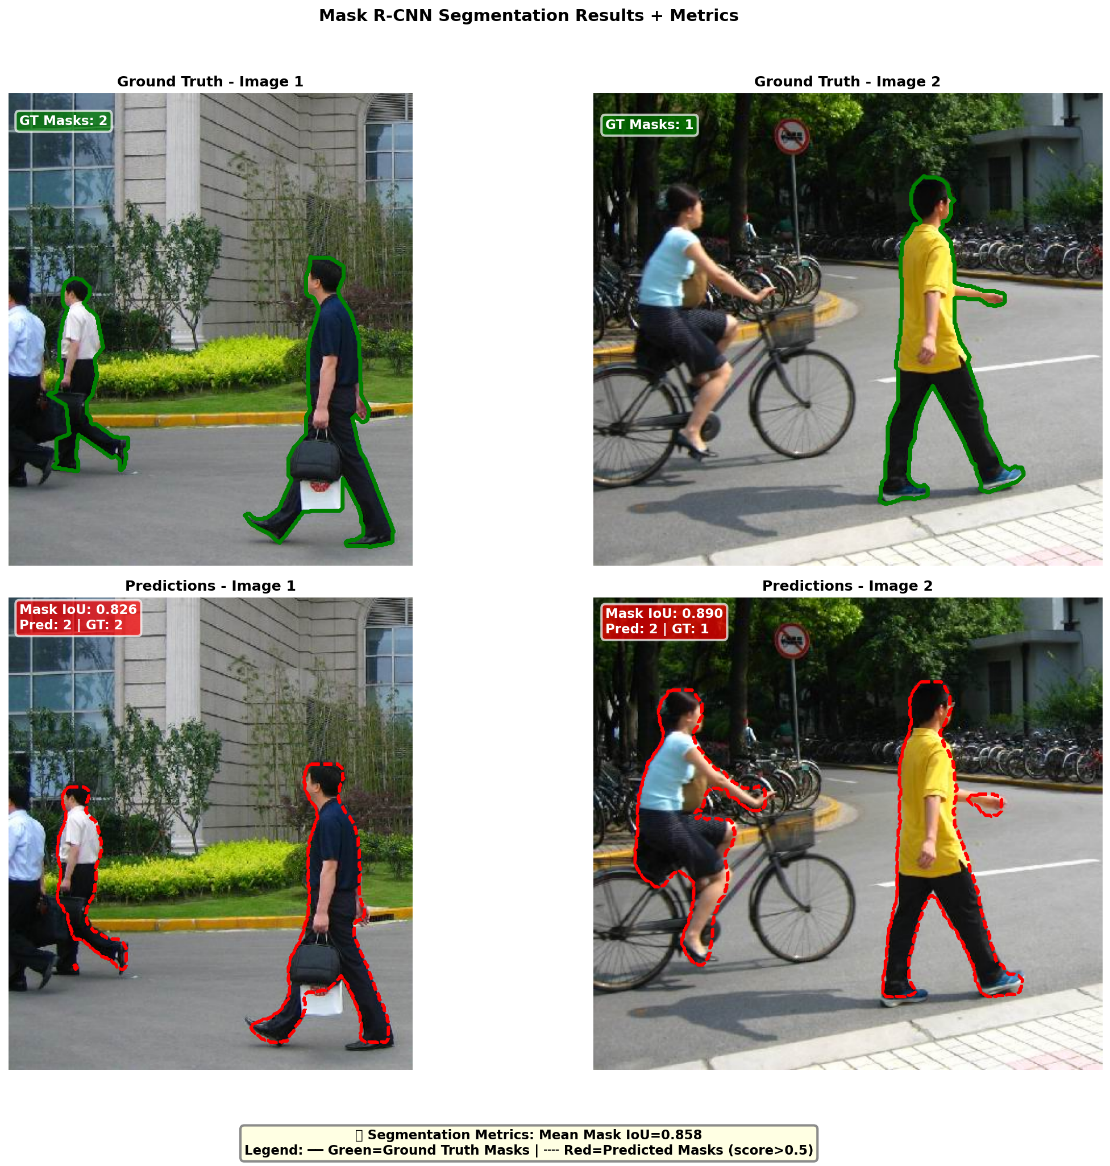 Mask R-CNN Segmentation Results + Metrics
Ground Truth - Image 1
Ground Truth - Image 2
GT Masks: 2
GT Masks: 1
Predictions - Image 1
Predictions - Image 2
Mask IoU: 0.826
Pred: 2 | GT: 2
Mask IoU: 0.890
Pred: 2 | GT: 1
Segmentation Metrics: Mean Mask IoU=0.858
Legend: — Green=Ground Truth Masks | ---- Red=Predicted Masks (score>0.5)